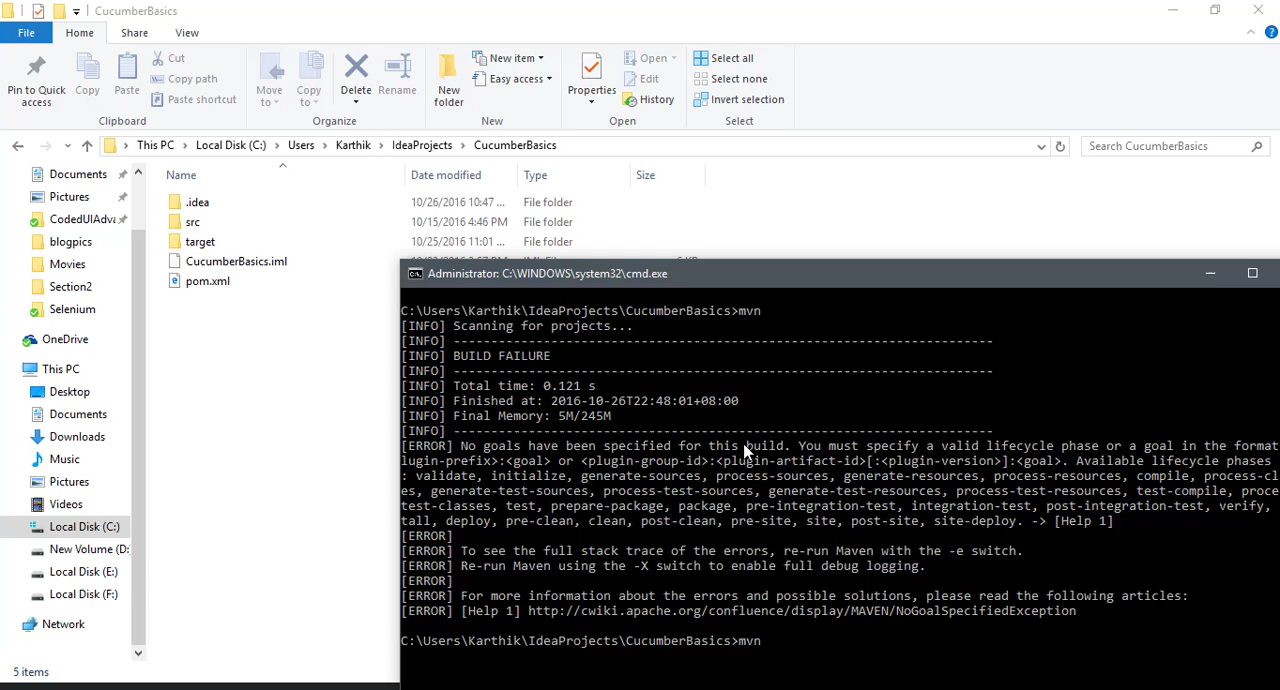 CucumberBasics
File Home Share View
Pin to Quick access
Copy
Paste
Cut
Copy path
Paste shortcut
Clipboard
Move to
Copy to
Delete
Rename
Organize
New folder
New item
Easy access
New
Properties
Open
Edit
History
Open
Select all
Select none
Invert selection
Select
This PC > Local Disk (C:) > Users > Karthik > IdeaProjects > CucumberBasics
Search CucumberBasics
Documents
Pictures
CodedUIAdva
blogpics
Movies
Section2
Selenium
OneDrive
This PC
Desktop
Documents
Downloads
Music
Pictures
Videos
Local Disk (C:)
New Volume (D:
Local Disk (E:)
Local Disk (F:)
Network
5 items
Name Date modified Type Size
.idea 10/26/2016 10:47 ... File folder
src 10/15/2016 4:46 PM File folder
target 10/25/2016 11:01 ... File folder
CucumberBasics.iml
pom.xml
Administrator: C:\WINDOWS\system32\cmd.exe
C:\Users\Karthik\IdeaProjects\CucumberBasics>mvn
[INFO] Scanning for projects...
[INFO] ------------------------------------------------------------------------
[INFO] BUILD FAILURE
[INFO] ------------------------------------------------------------------------
[INFO] Total time: 0.121 s
[INFO] Finished at: 2016-10-26T22:48:01+08:00
[INFO] Final Memory: 5M/245M
[INFO] ------------------------------------------------------------------------
[ERROR] No goals have been specified for this build. You must specify a valid lifecycle phase or a goal in the format
lugin-prefix>:<goal> or <plugin-group-id>:<plugin-artifact-id>[:<plugin-version>]:<goal>. Available lifecycle phases
: validate, initialize, generate-sources, process-sources, generate-resources, process-resources, compile, process-cl
es, generate-test-sources, process-test-sources, generate-test-resources, process-test-resources, test-compile, proce
test-classes, test, prepare-package, package, pre-integration-test, integration-test, post-integration-test, verify,
tall, deploy, pre-clean, clean, post-clean, pre-site, site, post-site, site-deploy. -> [Help 1]
[ERROR]
[ERROR] To see the full stack trace of the errors, re-run Maven with the -e switch.
[ERROR] Re-run Maven using the -X switch to enable full debug logging.
[ERROR]
[ERROR] For more information about the errors and possible solutions, please read the following articles:
[ERROR] [Help 1] http://cwiki.apache.org/confluence/display/MAVEN/NoGoalSpecifiedException
C:\Users\Karthik\IdeaProjects\CucumberBasics>mvn